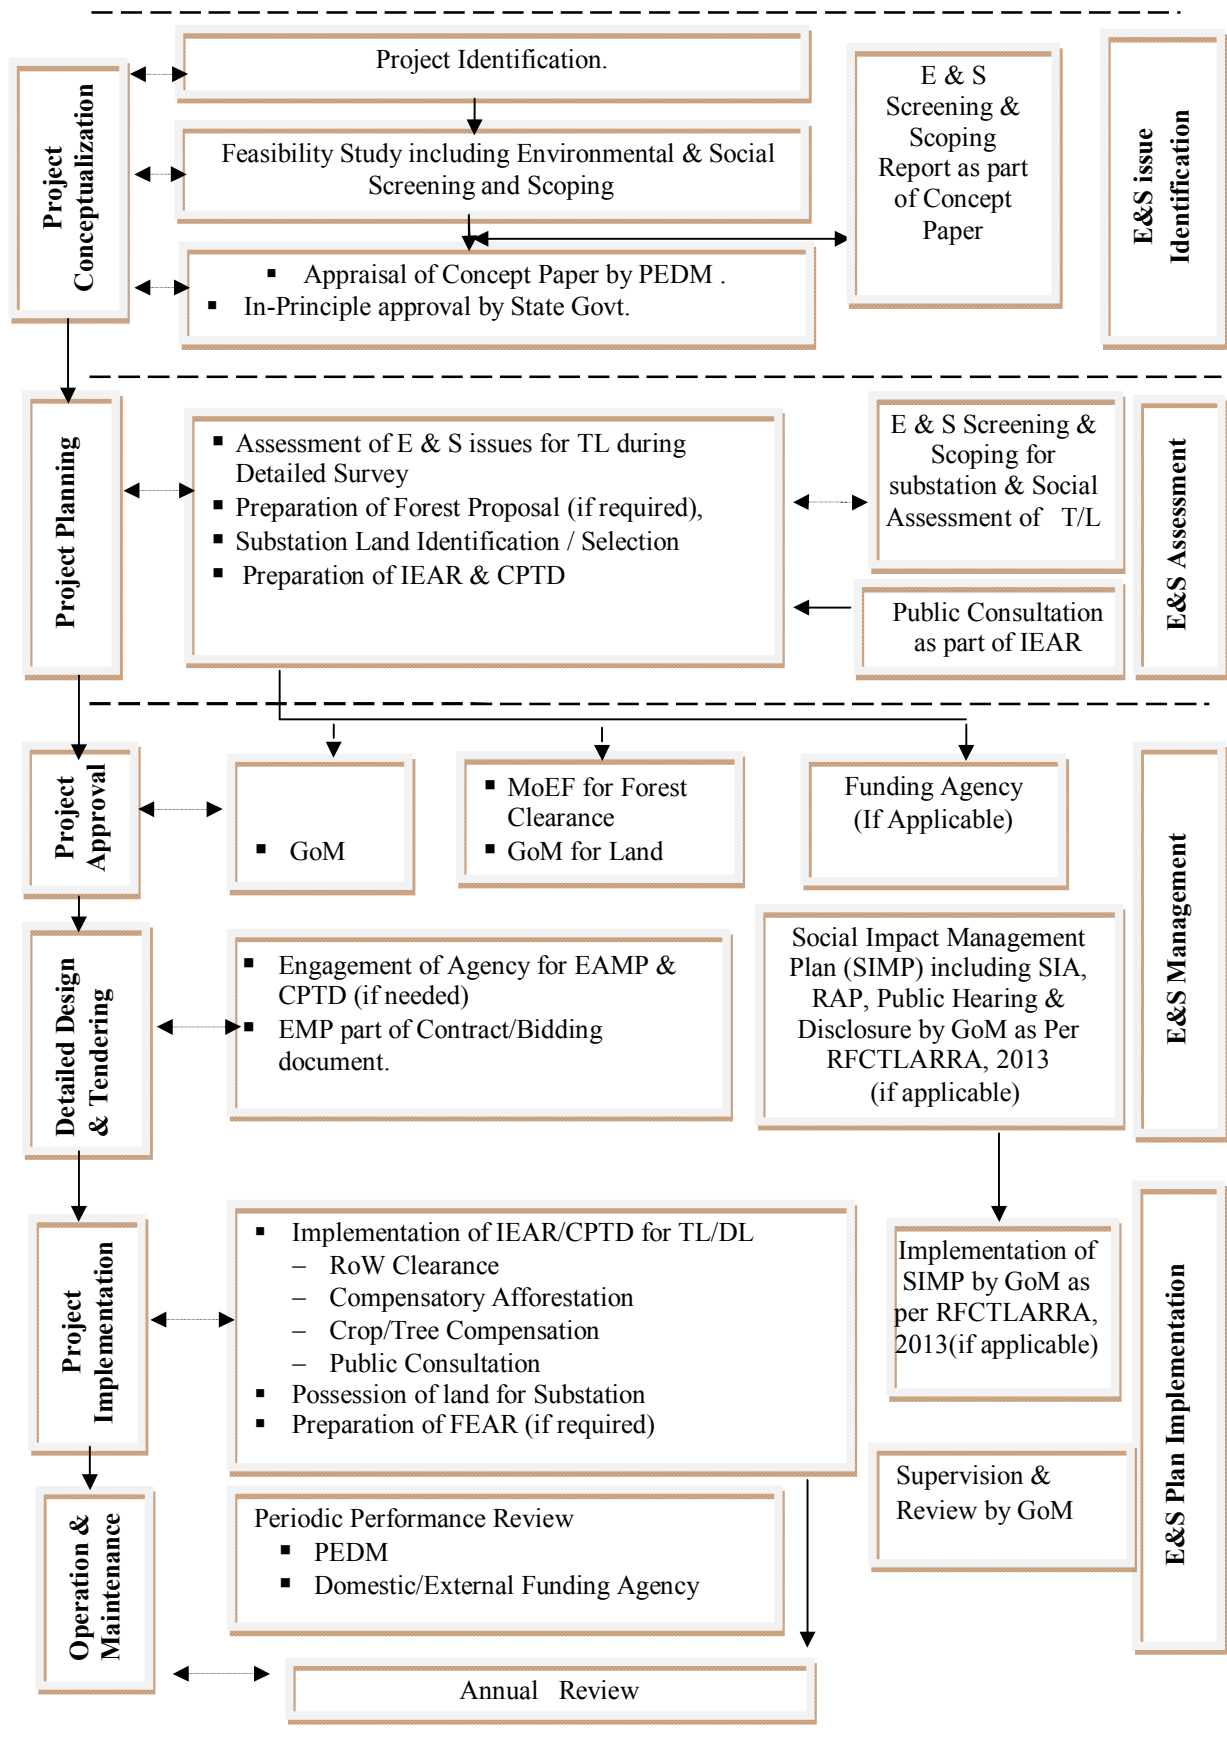 Project
Conceptualization
Project Identification.
Feasibility Study including Environmental & Social
Screening and Scoping
▪ Appraisal of Concept Paper by PEDM .
▪ In-Principle approval by State Govt.
E & S
Screening &
Scoping
Report as part
of Concept
Paper
E&S issue
Identification
Project Planning
▪ Assessment of E & S issues for TL during
Detailed Survey
▪ Preparation of Forest Proposal (if required),
▪ Substation Land Identification / Selection
▪ Preparation of IEAR & CPTD
E & S Screening &
Scoping for
substation & Social
Assessment of T/L
Public Consultation
as part of IEAR
E&S Assessment
Project
Approval
▪ GoM
▪ MoEF for Forest
Clearance
▪ GoM for Land
Funding Agency
(If Applicable)
E&S Management
Detailed Design
& Tendering
▪ Engagement of Agency for EAMP &
CPTD (if needed)
▪ EMP part of Contract/Bidding
document.
Social Impact Management
Plan (SIMP) including SIA,
RAP, Public Hearing &
Disclosure by GoM as Per
RFCTLARRA, 2013
(if applicable)
Project
Implementation
▪ Implementation of IEAR/CPTD for TL/DL
– RoW Clearance
– Compensatory Afforestation
– Crop/Tree Compensation
– Public Consultation
▪ Possession of land for Substation
▪ Preparation of FEAR (if required)
Implementation of
SIMP by GoM as
per RFCTLARRA,
2013(if applicable)
E&S Plan Implementation
Supervision &
Review by GoM
Operation &
Maintenance
Periodic Performance Review
▪ PEDM
▪ Domestic/External Funding Agency
Annual Review